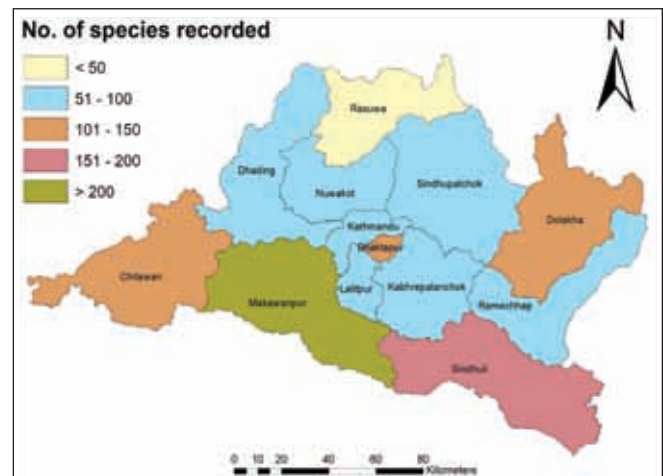 No. of species recorded
N
< 50
51 - 100
101 - 150
151 - 200
> 200
Rasuwa
Dhading
Nuwakot
Sindhupalchok
Dolakha
Kathmandu
Bhaktapur
Chitawan
Lalitpur
Kabhrepalanchok
Makawanpur
Ramechhap
Sindhuli
0 10 20 40 60 80
Kilometers